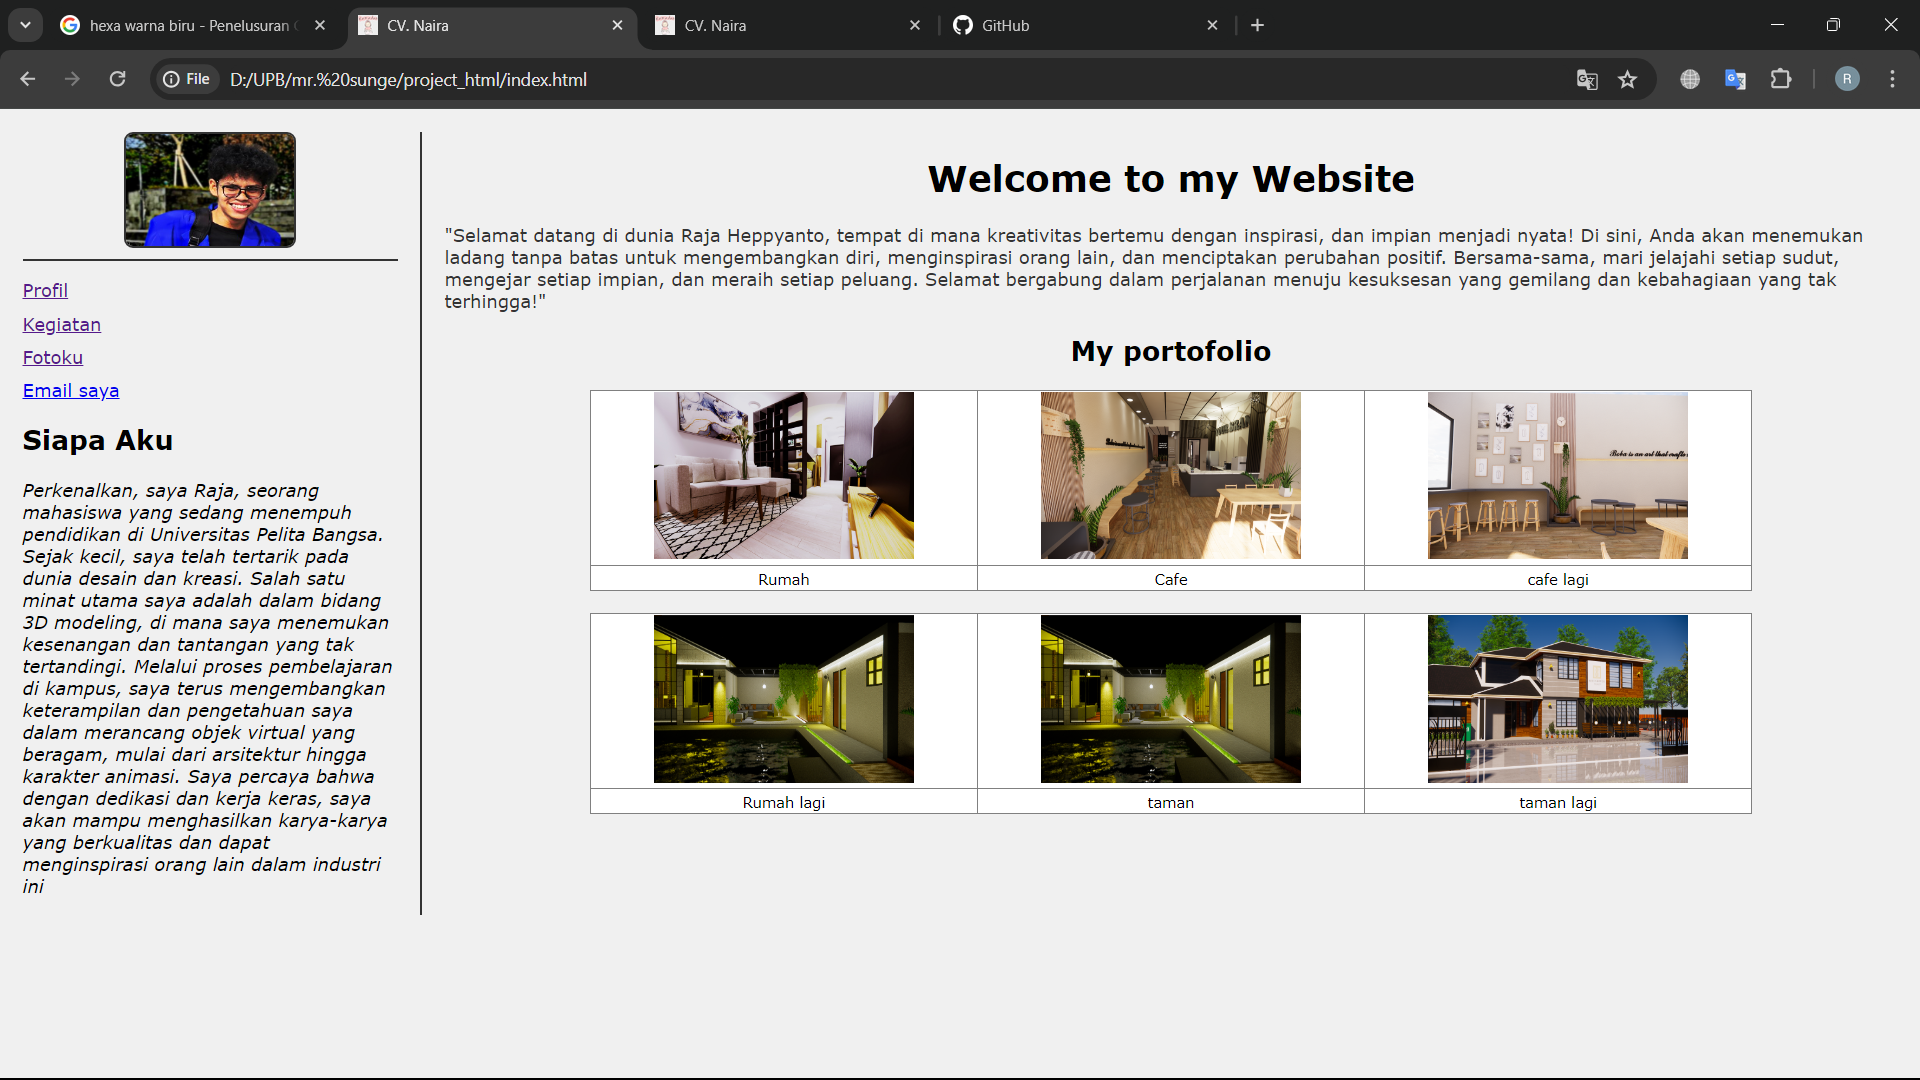 hexa warna biru - Penelusuran
CV. Naira
CV. Naira
GitHub
File
D:/UPB/mr.%20sunge/project_html/index.html
R
Profil
Kegiatan
Fotoku
Email saya
Siapa Aku
Perkenalkan, saya Raja, seorang
mahasiswa yang sedang menempuh
pendidikan di Universitas Pelita Bangsa.
Sejak kecil, saya telah tertarik pada
dunia desain dan kreasi. Salah satu
minat utama saya adalah dalam bidang
3D modeling, di mana saya menemukan
kesenangan dan tantangan yang tak
tertandingi. Melalui proses pembelajaran
di kampus, saya terus mengembangkan
keterampilan dan pengetahuan saya
dalam merancang objek virtual yang
beragam, mulai dari arsitektur hingga
karakter animasi. Saya percaya bahwa
dengan dedikasi dan kerja keras, saya
akan mampu menghasilkan karya-karya
yang berkualitas dan dapat
menginspirasi orang lain dalam industri
ini
Welcome to my Website
"Selamat datang di dunia Raja Heppyanto, tempat di mana kreativitas bertemu dengan inspirasi, dan impian menjadi nyata! Di sini, Anda akan menemukan
ladang tanpa batas untuk mengembangkan diri, menginspirasi orang lain, dan menciptakan perubahan positif. Bersama-sama, mari jelajahi setiap sudut,
mengejar setiap impian, dan meraih setiap peluang. Selamat bergabung dalam perjalanan menuju kesuksesan yang gemilang dan kebahagiaan yang tak
terhingga!"
My portofolio
Boba is an art that crafts
Rumah
Cafe
cafe lagi
Rumah lagi
taman
taman lagi